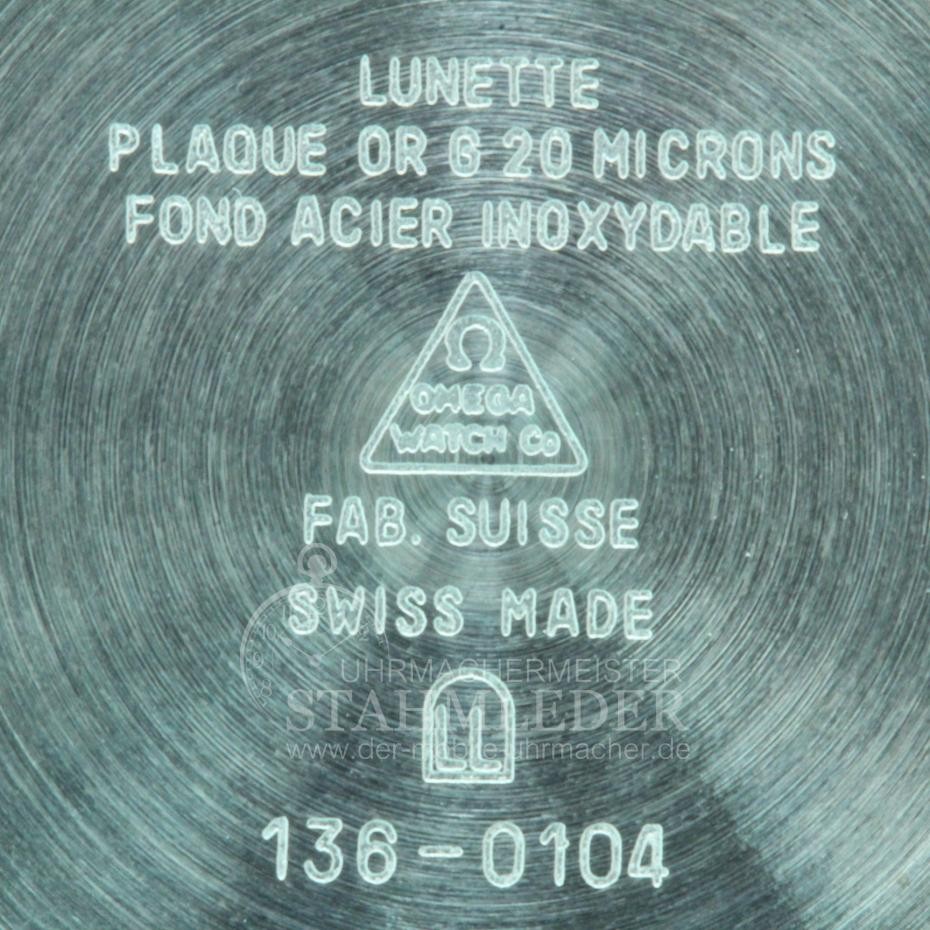 LUNETTE
PLAQUE OR G 20 MICRONS
FOND ACIER INOXYDABLE
Ω
OMEGA
WATCH Co
FAB. SUISSE
SWISS MADE
UHRMACHERMEISTER
STAHMLEDER
www.der-mobile-uhrmacher.de
LL
136-0104